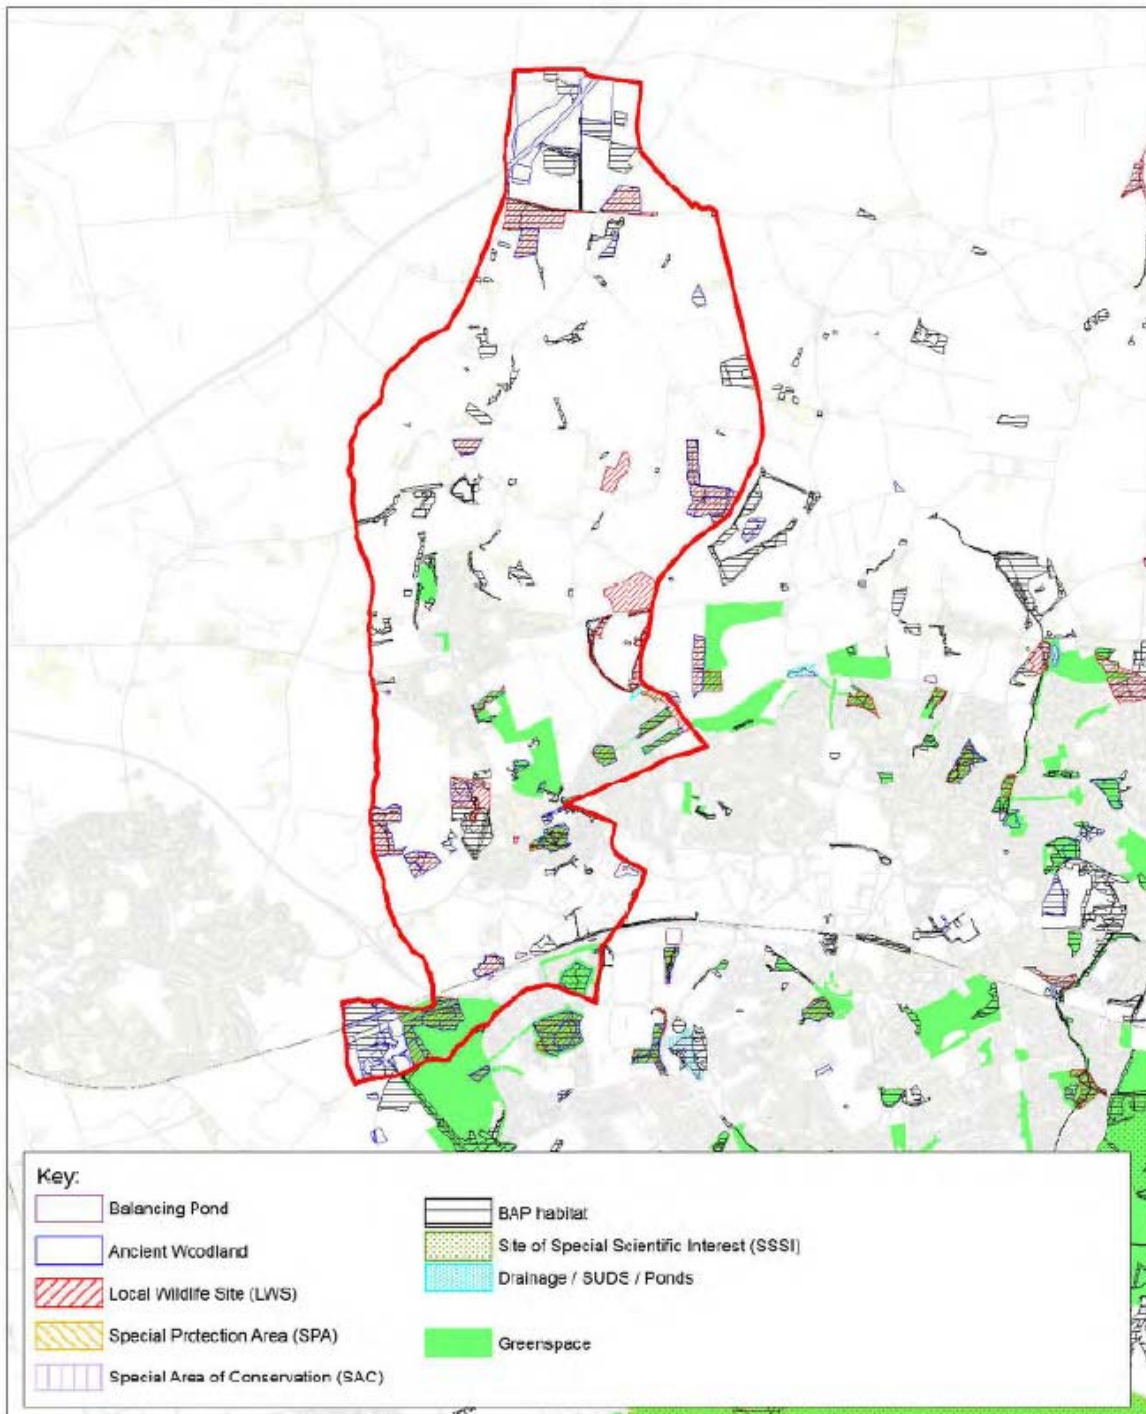 Key:
Balancing Pond
Ancient Woodland
Local Wildlife Site (LWS)
Special Protection Area (SPA)
Special Area of Conservation (SAC)
BAP habitat
Site of Special Scientific Interest (SSSI)
Drainage / SUDS / Ponds
Greenspace